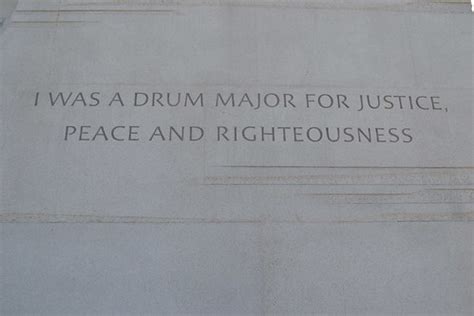 I WAS A DRUM MAJOR FOR JUSTICE,
PEACE AND RIGHTEOUSNESS